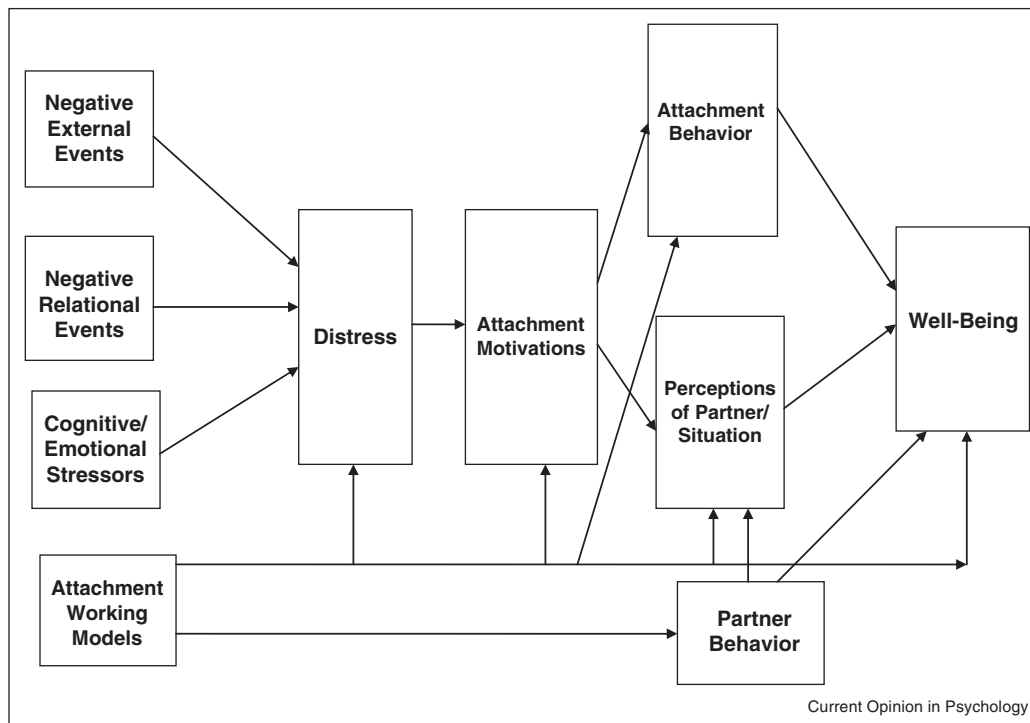 Negative
External
Events
Negative
Relational
Events
Cognitive/
Emotional
Stressors
Attachment
Working
Models
Distress
Attachment
Motivations
Attachment
Behavior
Perceptions
of Partner/
Situation
Partner
Behavior
Well-Being
Current Opinion in Psychology